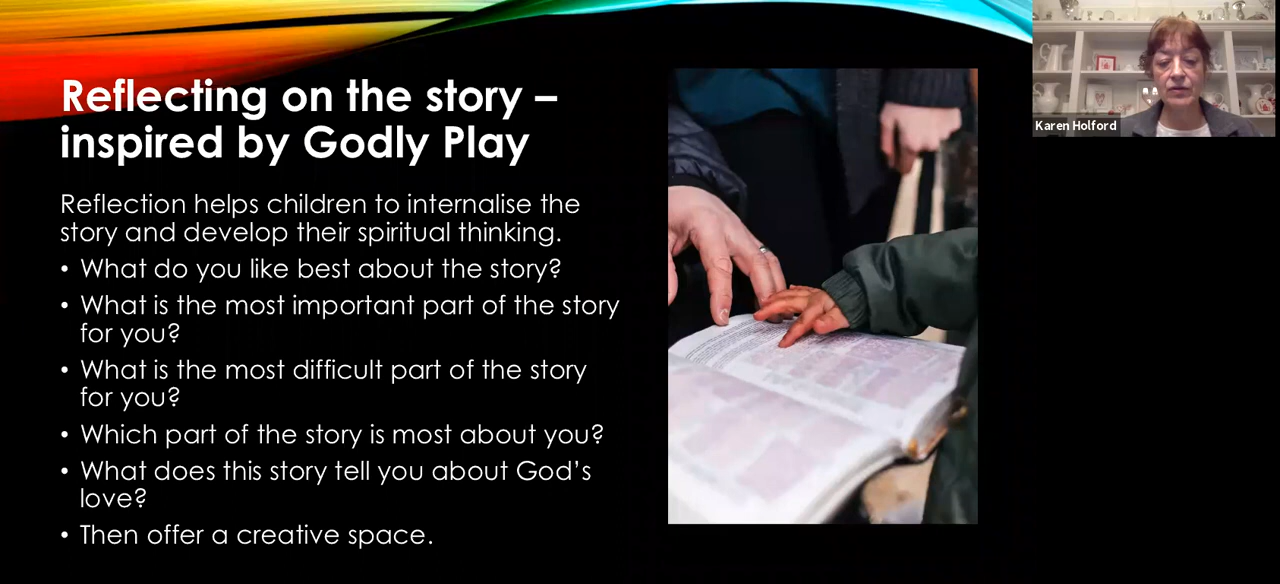 Reflecting on the story –
inspired by Godly Play
Reflection helps children to internalise the
story and develop their spiritual thinking.
• What do you like best about the story?
• What is the most important part of the story
for you?
• What is the most difficult part of the story
for you?
• Which part of the story is most about you?
• What does this story tell you about God’s
love?
• Then offer a creative space.
Karen Holford